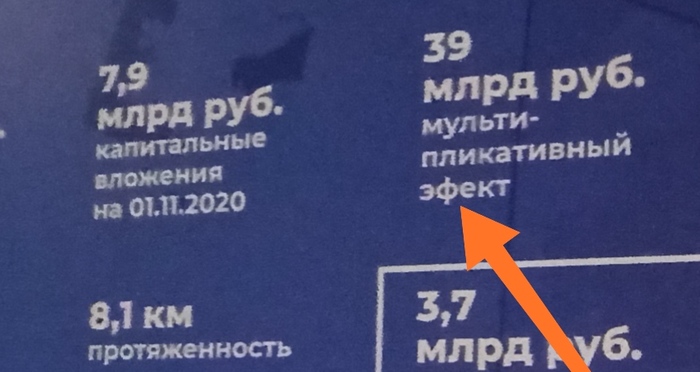 7,9
млрд руб.
капитальные
вложения
на 01.11.2020
39
млрд руб.
мульти-
пликативный
эфект
8,1 км
протяженность
3,7
млрд руб.